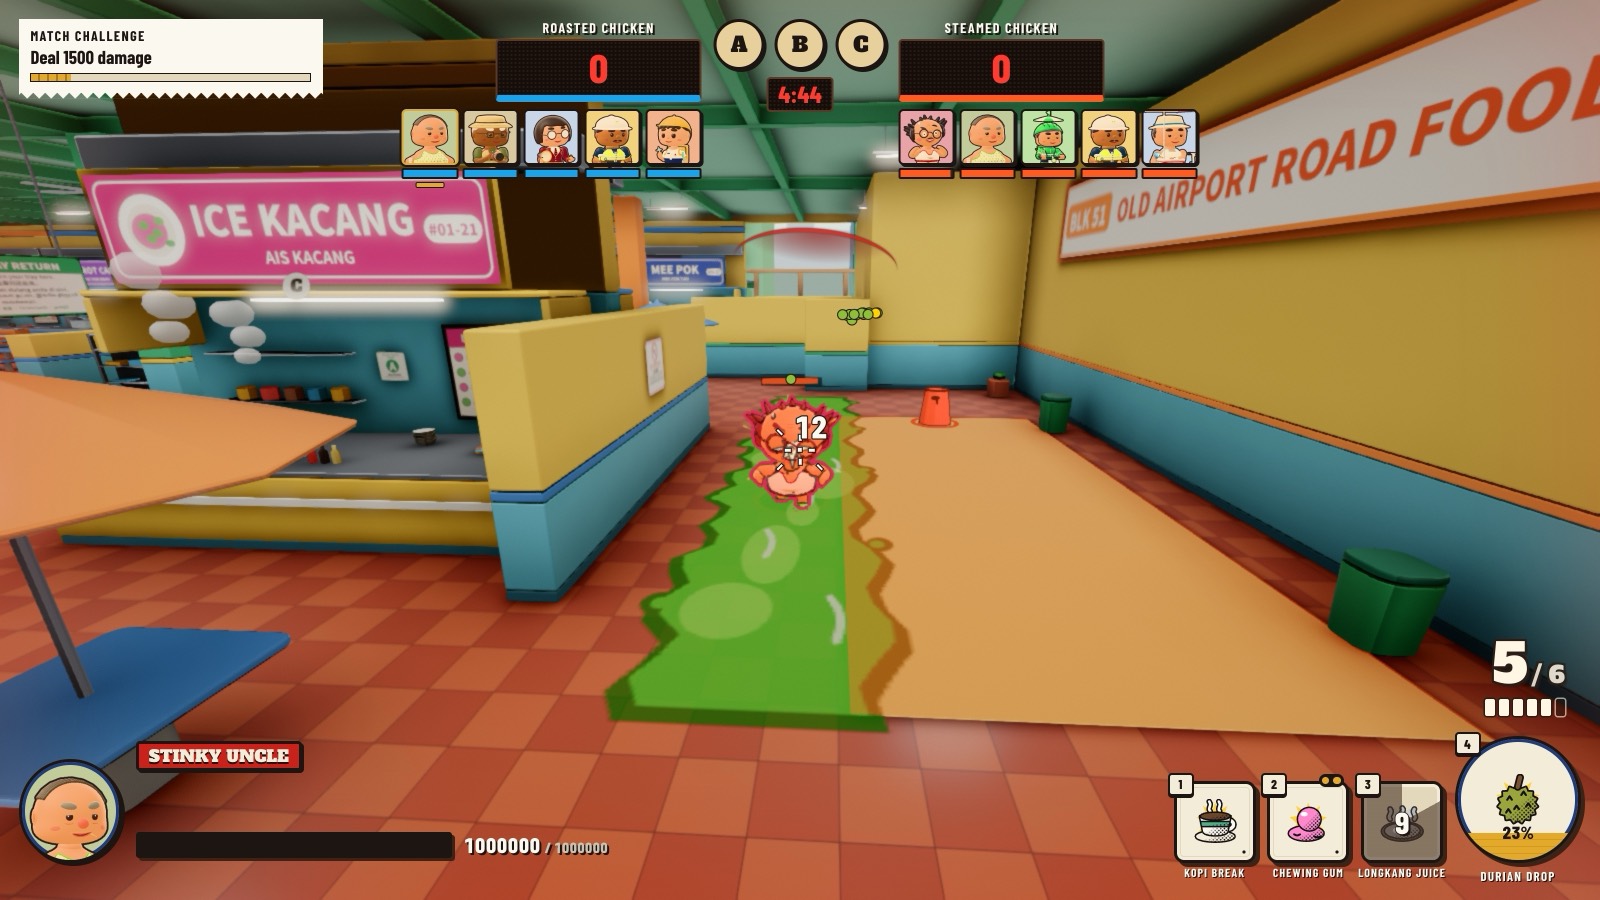 MATCH CHALLENGE
Deal 1500 damage
ROASTED CHICKEN
0
A
B
C
4:44
STEAMED CHICKEN
0
BLK 51 OLD AIRPORT ROAD FOOD
ICE KACANG
#01-21
AIS KACANG
MEE POK
Y RETURN
C
A
12
5/6
STINKY UNCLE
1000000 / 1000000
1
2
3
4
9
23%
KOPI BREAK
CHEWING GUM
LONGKANG JUICE
DURIAN DROP